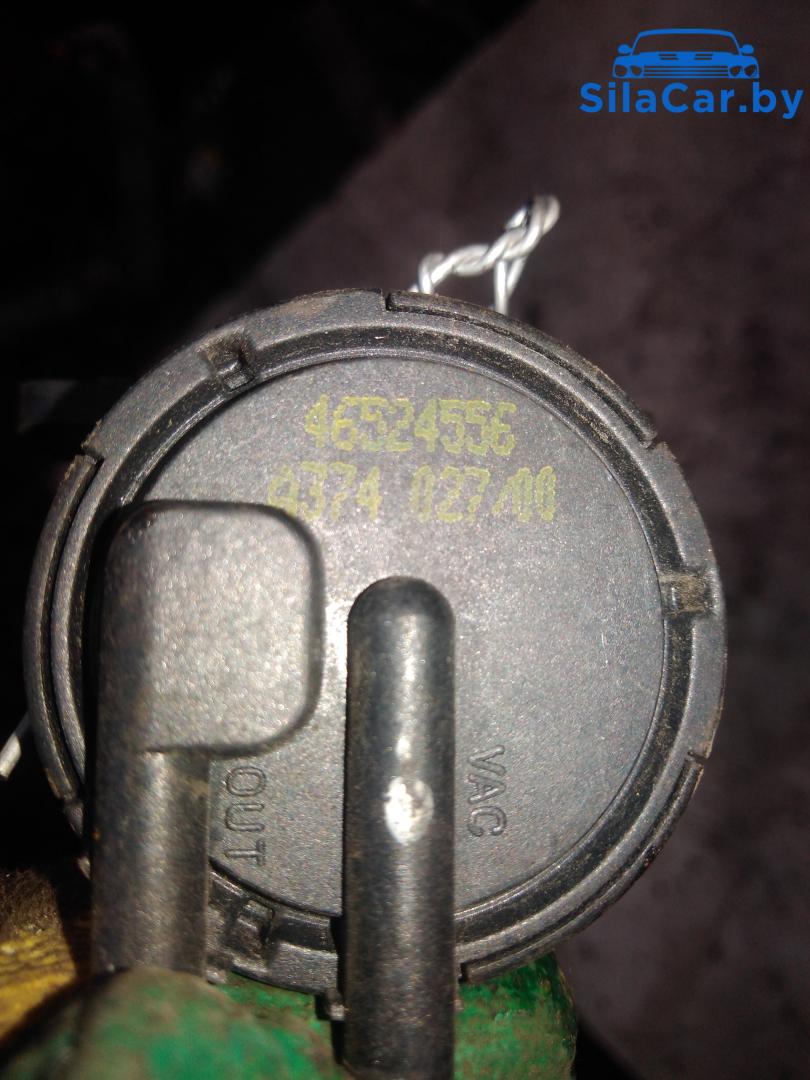 SilaCar.by
46524556
9374 027/00
OUT
VAC